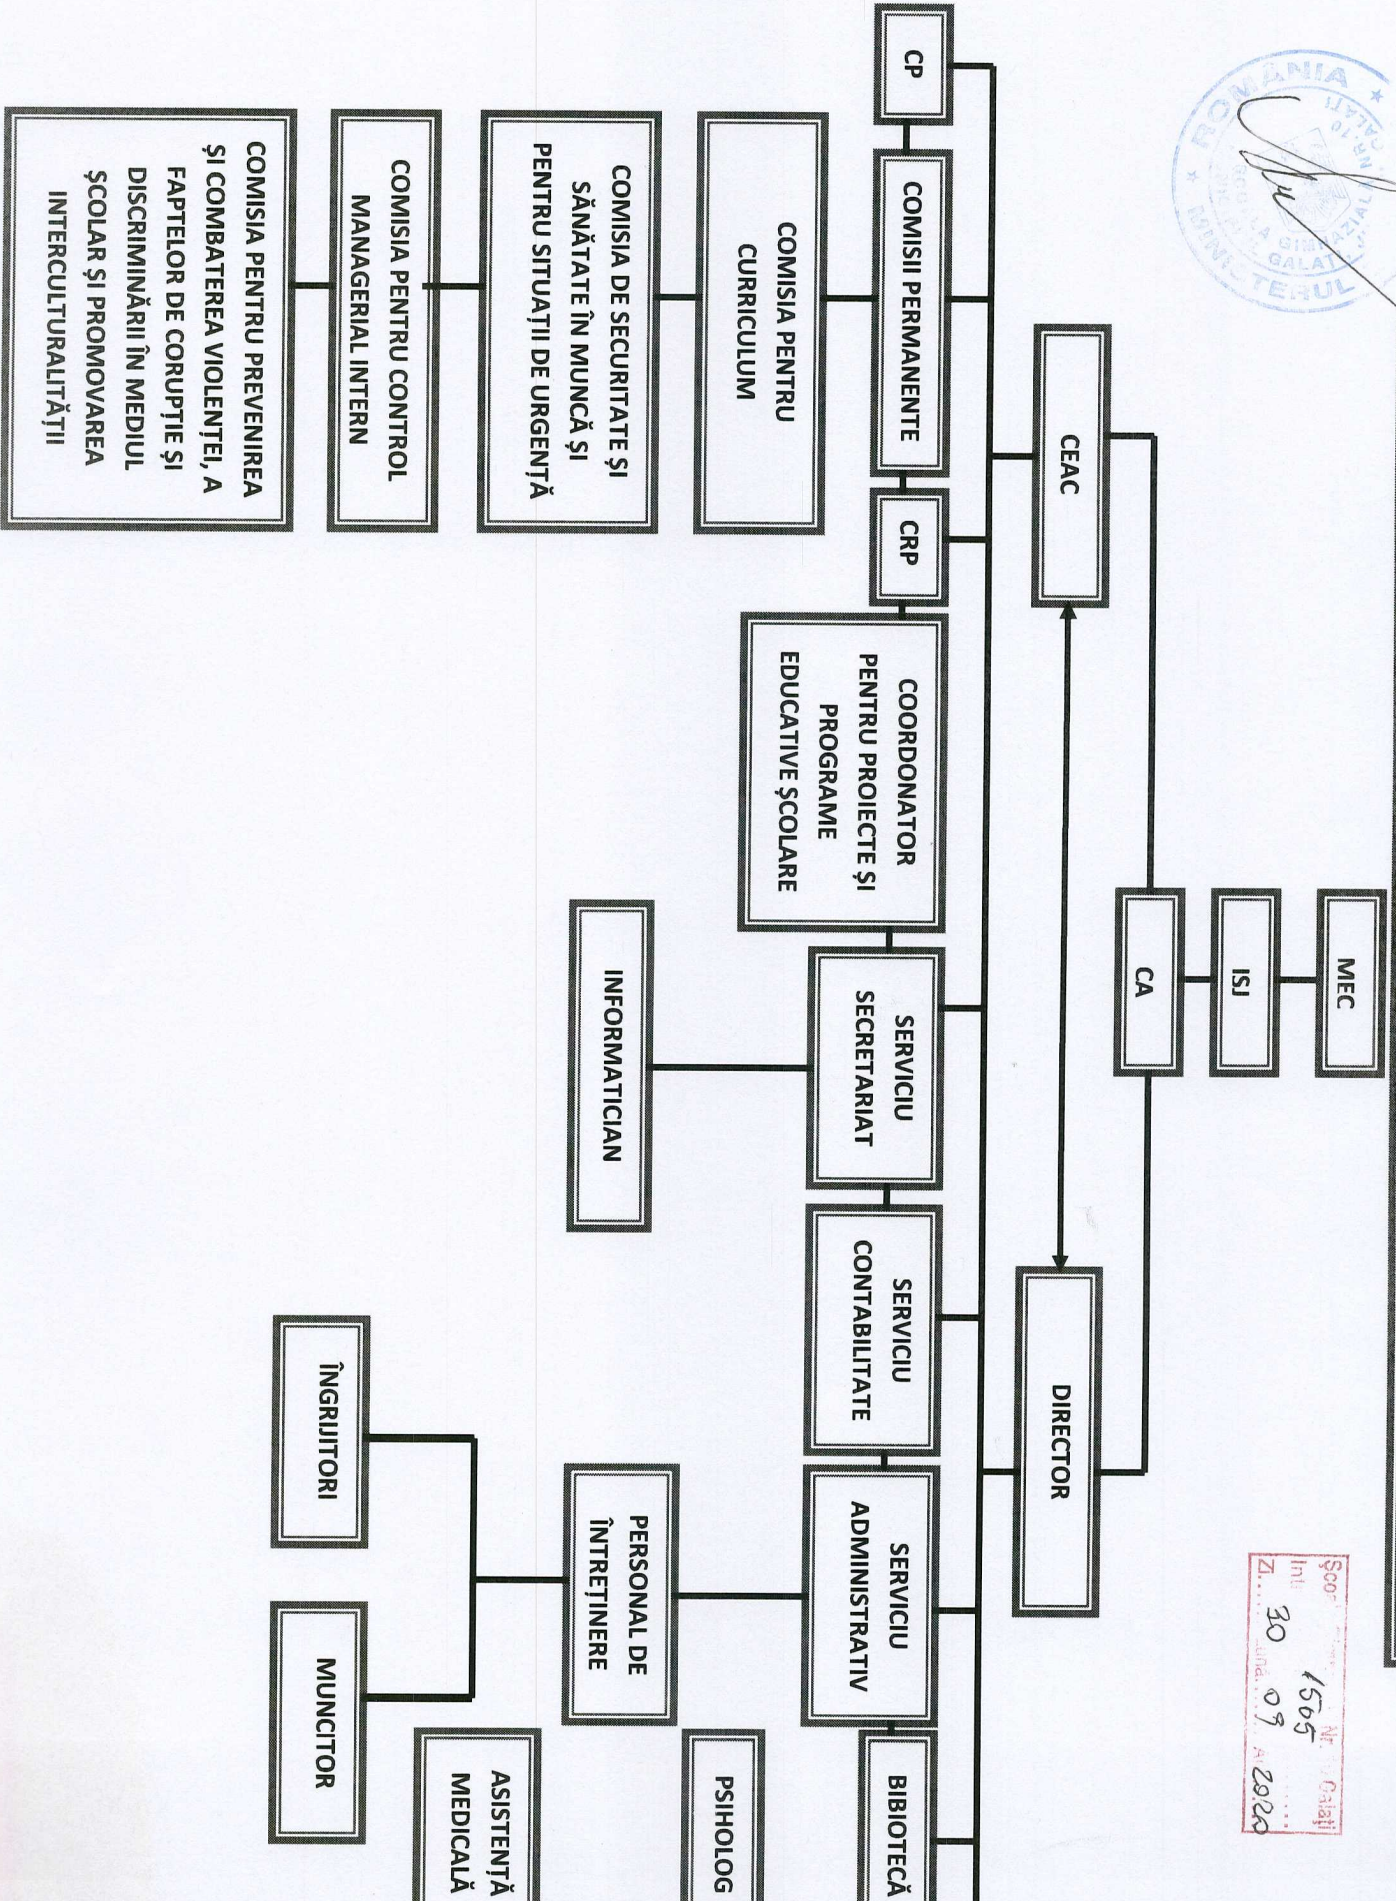 MEC
ISJ
CA
CEAC
DIRECTOR
CP
COMISII PERMANENTE
CRP
COORDONATOR
PENTRU PROIECTE ȘI
PROGRAME
EDUCATIVE ȘCOLARE
SERVICIU
SECRETARIAT
SERVICIU
CONTABILITATE
SERVICIU
ADMINISTRATIV
BIBIOTECĂ
COMISIA PENTRU
CURRICULUM
COMISIA DE SECURITATE ȘI
SĂNĂTATE ÎN MUNCĂ ȘI
PENTRU SITUAȚII DE URGENȚĂ
COMISIA PENTRU CONTROL
MANAGERIAL INTERN
COMISIA PENTRU PREVENIREA
ȘI COMBATEREA VIOLENȚEI, A
FAPTELOR DE CORUPȚIE ȘI
DISCRIMINĂRII ÎN MEDIUL
ȘCOLAR ȘI PROMOVAREA
INTERCULTURALITĂȚII
INFORMATICIAN
PERSONAL DE
ÎNTREȚINERE
ÎNGRIJITORI
MUNCITOR
PSIHOLOG
ASISTENȚĂ
MEDICALĂ
ROMÂNIA
MINISTERUL
GALAȚI
Nr. Galați
1505
30 09 2020